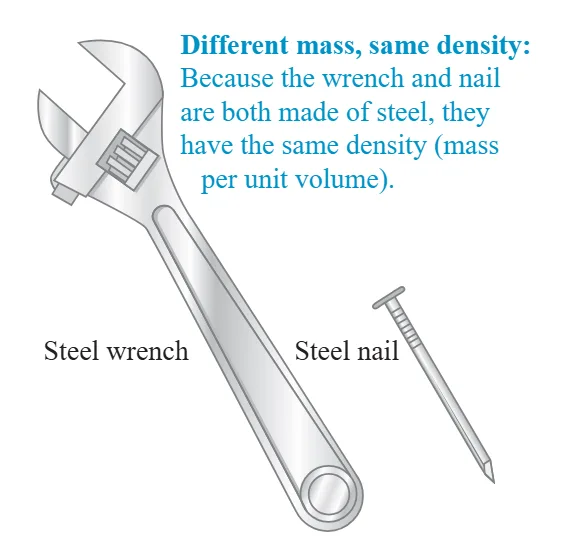 Different mass, same density:
Because the wrench and nail
are both made of steel, they
have the same density (mass
per unit volume).
Steel wrench
Steel nail